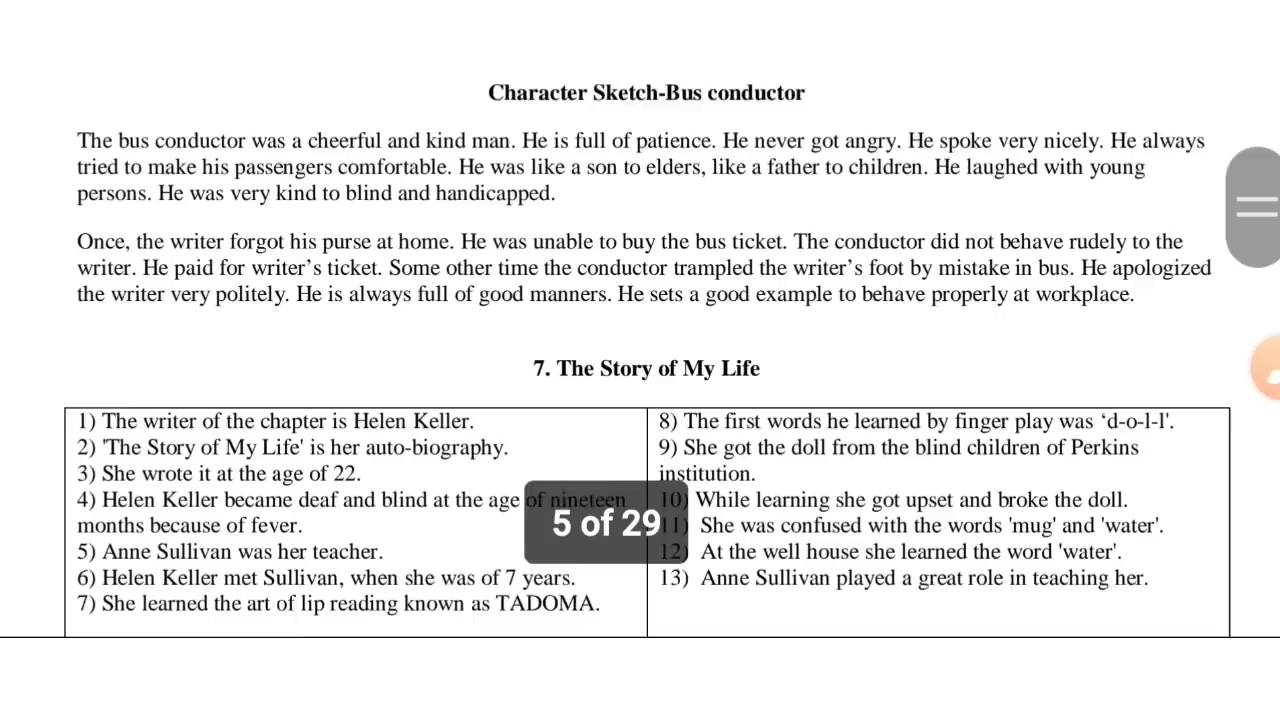 Character Sketch-Bus conductor
The bus conductor was a cheerful and kind man. He is full of patience. He never got angry. He spoke very nicely. He always
tried to make his passengers comfortable. He was like a son to elders, like a father to children. He laughed with young
persons. He was very kind to blind and handicapped.
Once, the writer forgot his purse at home. He was unable to buy the bus ticket. The conductor did not behave rudely to the
writer. He paid for writer's ticket. Some other time the conductor trampled the writer's foot by mistake in bus. He apologized
the writer very politely. He is always full of good manners. He sets a good example to behave properly at workplace.
7. The Story of My Life
1) The writer of the chapter is Helen Keller.
2) 'The Story of My Life' is her auto-biography.
3) She wrote it at the age of 22.
4) Helen Keller became deaf and blind at the age of nineteen
months because of fever.
5) Anne Sullivan was her teacher.
6) Helen Keller met Sullivan, when she was of 7 years.
7) She learned the art of lip reading known as TADOMA.
8) The first words he learned by finger play was ‘d-o-l-l'.
9) She got the doll from the blind children of Perkins
institution.
10) While learning she got upset and broke the doll.
11) She was confused with the words 'mug' and 'water'.
12) At the well house she learned the word 'water'.
13) Anne Sullivan played a great role in teaching her.
5 of 29